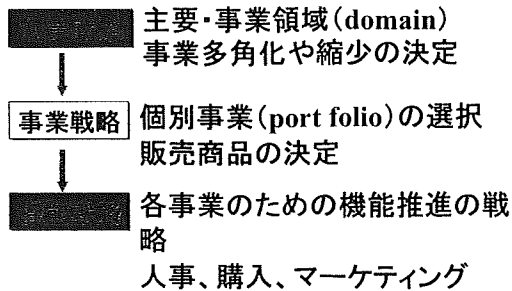 主要・事業領域(domain)
事業多角化や縮少の決定
事業戦略
個別事業(port folio)の選択
販売商品の決定
各事業のための機能推進の戦
略
人事、購入、マーケティング